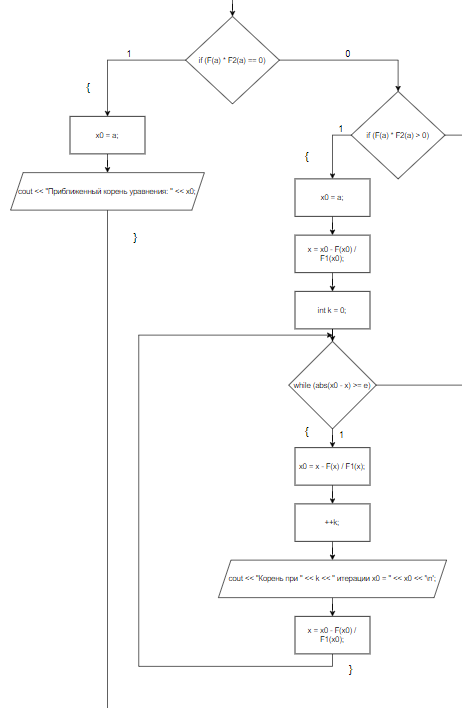 if (F(a) * F2(a) == 0)
1
0
{
x0 = a;
if (F(a) * F2(a) > 0)
1
cout << "Приближенный корень уравнения: " << x0;
{
x0 = a;
}
x = x0 - F(x0) /
F1(x0);
int k = 0;
while (abs(x0 - x) >= e)
{
1
x0 = x - F(x) / F1(x);
++k;
cout << "Корень при " << k << " итерации x0 = " << x0 << '\n';
x = x0 - F(x0) /
F1(x0);
}